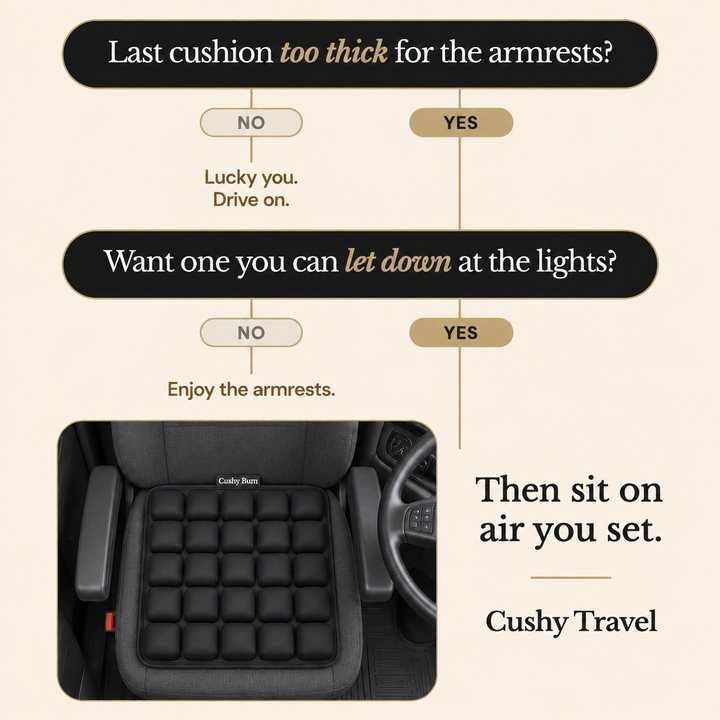 Last cushion too thick for the armrests?
NO
YES
Lucky you.
Drive on.
Want one you can let down at the lights?
NO
YES
Enjoy the armrests.
Cushy Bum
Then sit on
air you set.
Cushy Travel